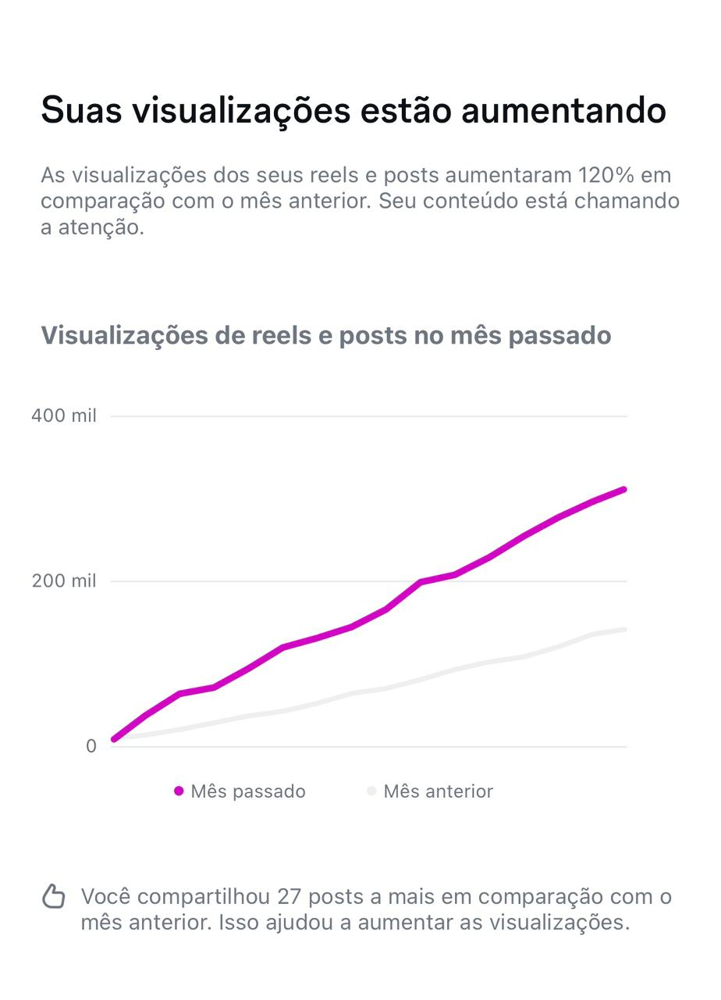 Suas visualizações estão aumentando
As visualizações dos seus reels e posts aumentaram 120% em
comparação com o mês anterior. Seu conteúdo está chamando
a atenção.
Visualizações de reels e posts no mês passado
400 mil
200 mil
0
Mês passado
Mês anterior
Você compartilhou 27 posts a mais em comparação com o
mês anterior. Isso ajudou a aumentar as visualizações.